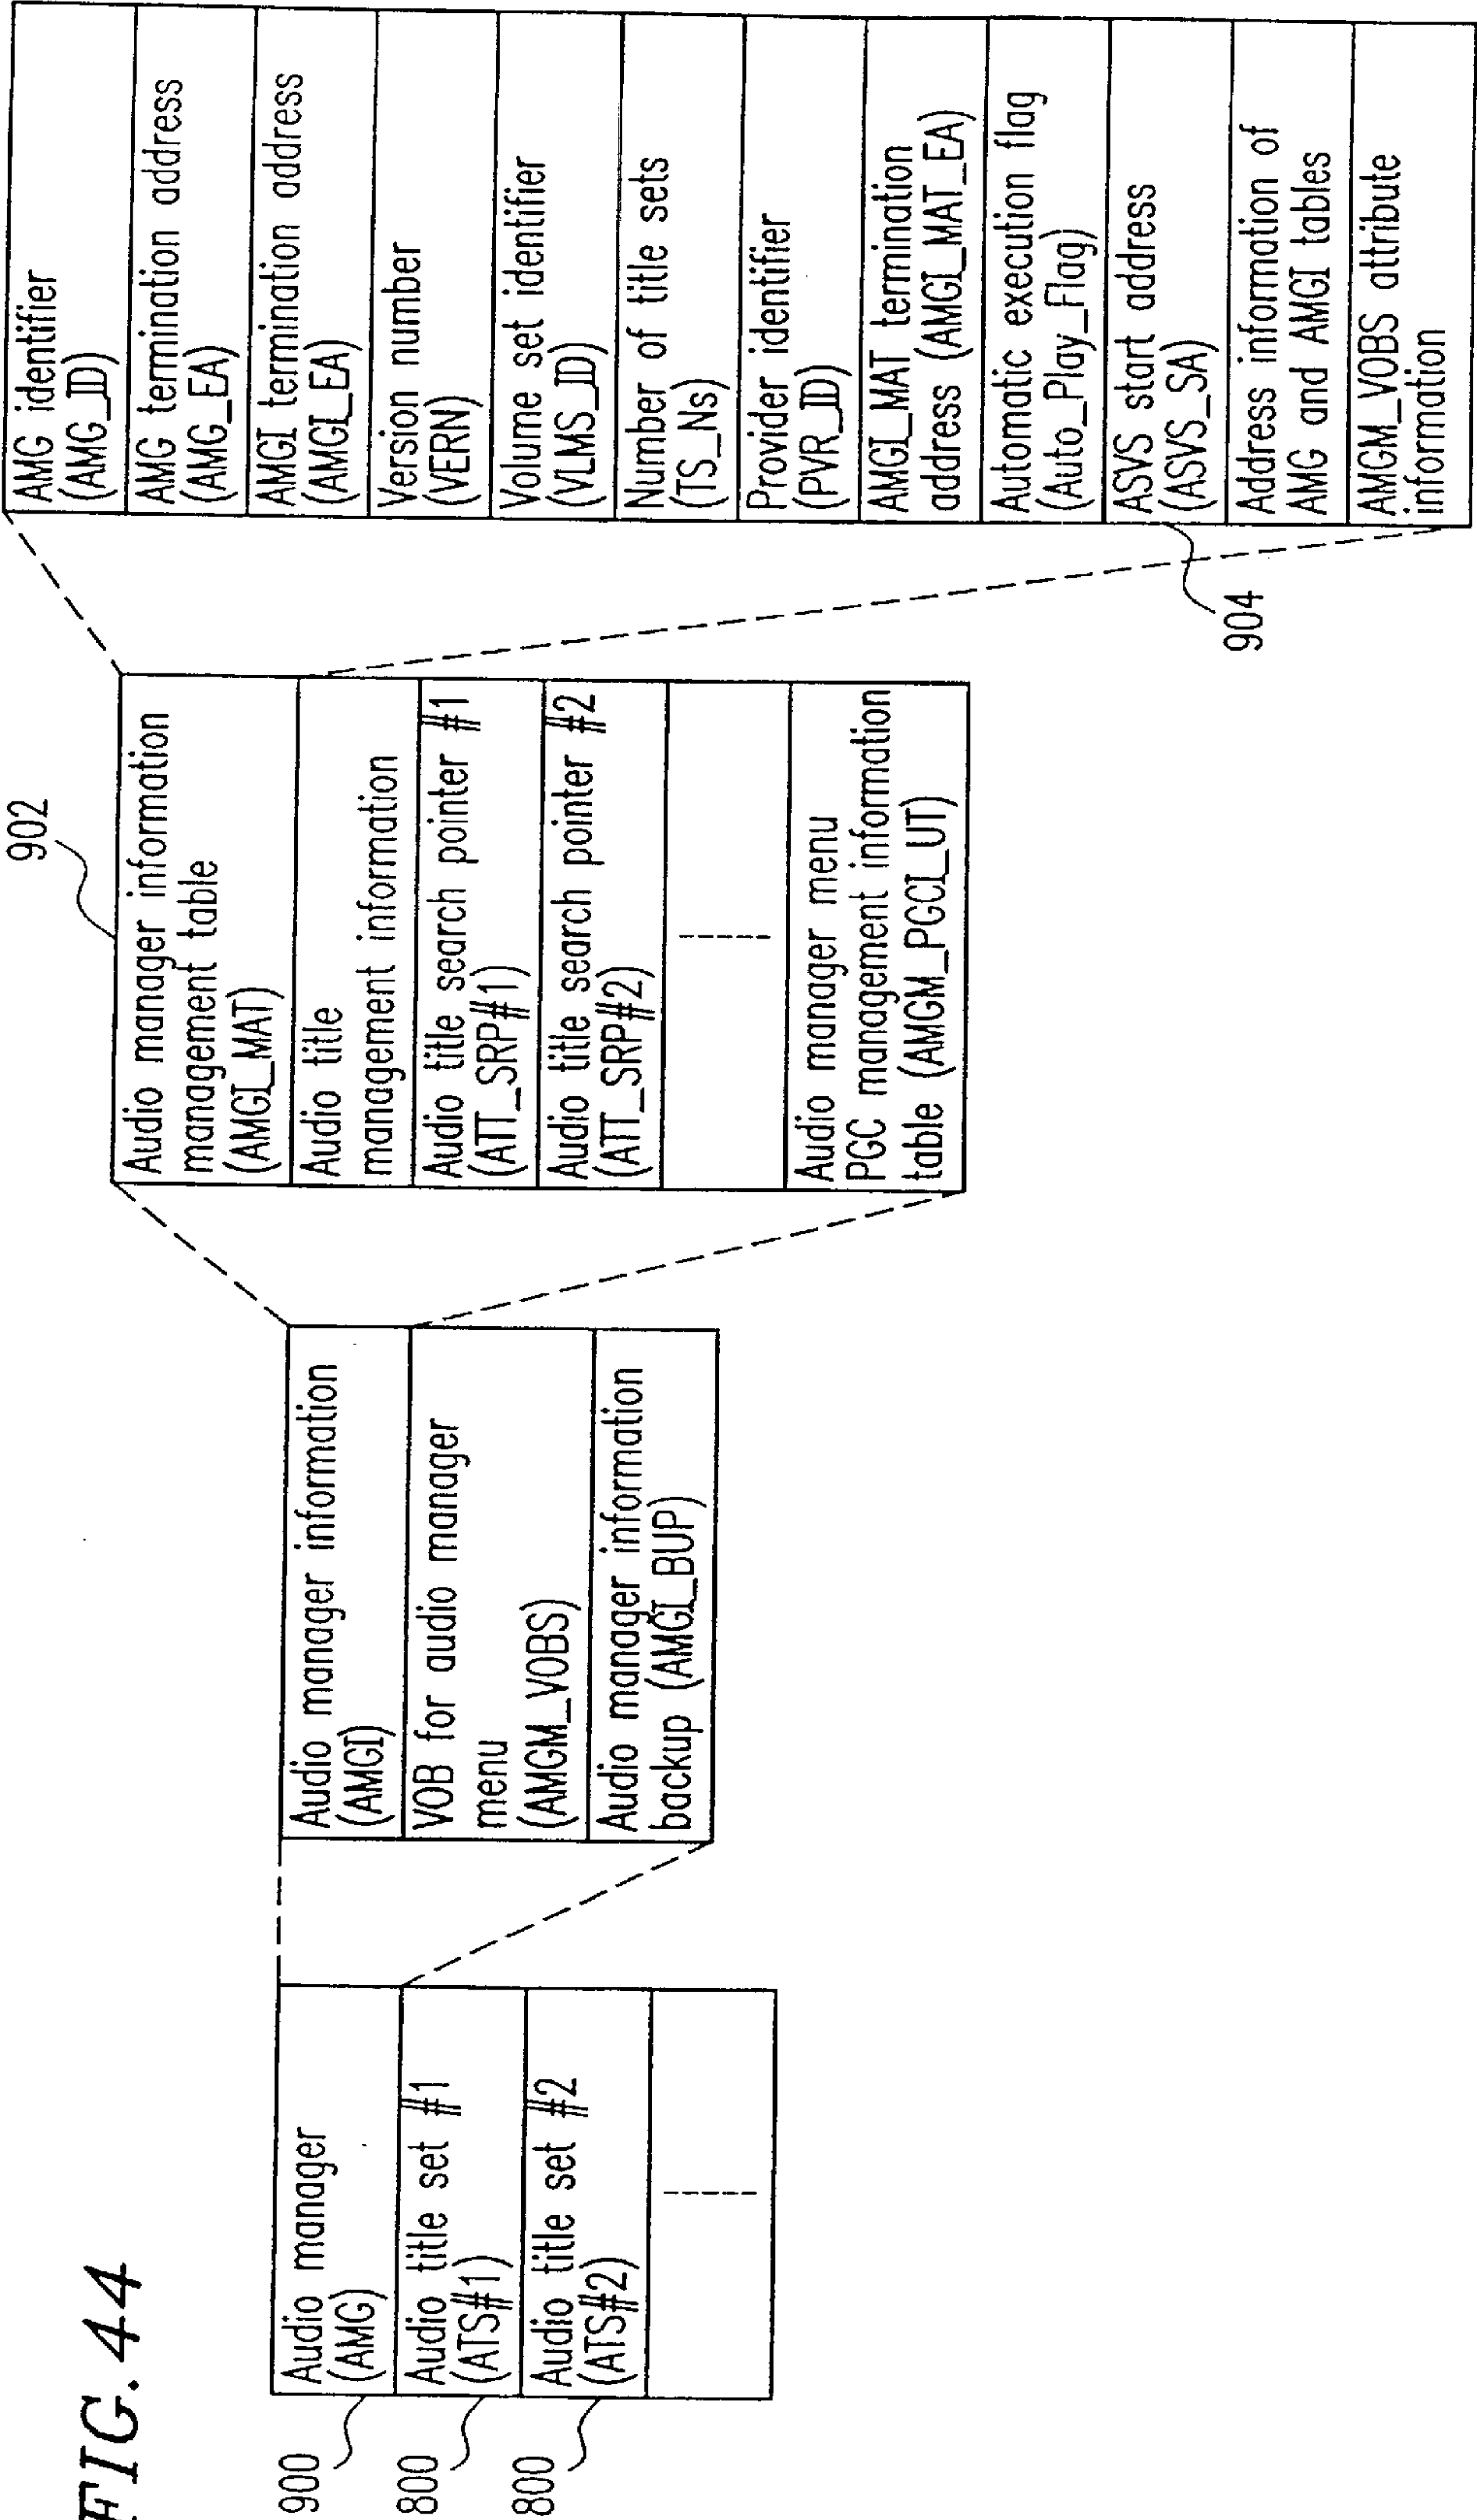 FIG. 44
900
800
800
Audio manager
(AMG)
Audio title set #1
(ATS#1)
Audio title set #2
(ATS#2)
Audio manager information
(AMGI)
VOB for audio manager
menu
(AMGM_VOBS)
Audio manager information
backup (AMGI_BUP)
902
Audio manager information
management table
(AMGI_MAT)
Audio title
management information
Audio title search pointer #1
(ATT_SRP#1)
Audio title search pointer #2
(ATT_SRP#2)
Audio manager menu
PGC management information
table (AMGM_PGCI_UT)
AMG identifier
(AMG_ID)
AMG termination address
(AMG_EA)
AMGI termination address
(AMGI_EA)
Version number
(VERN)
Volume set identifier
(VLMS_ID)
Number of title sets
(TS_Ns)
Provider identifier
(PVR_ID)
AMGI_MAT termination
address (AMGI_MAT_EA)
Automatic execution flag
(Auto_Play_Flag)
ASVS start address
(ASVS_SA)
Address information of
AMG and AMGI tables
AMGM_VOBS attribute
information
904